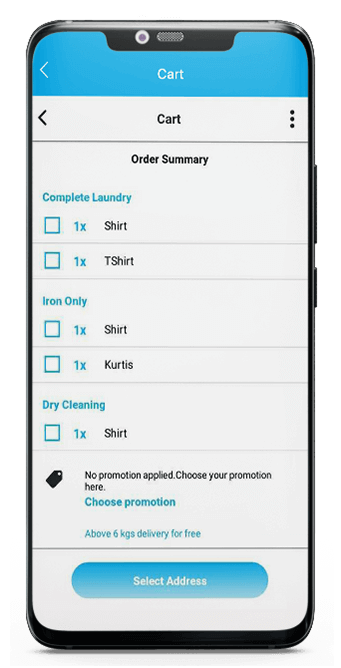 Cart
Cart
Order Summary
Complete Laundry
1x Shirt
1x TShirt
Iron Only
1x Shirt
1x Kurtis
Dry Cleaning
1x Shirt
No promotion applied.Choose your promotion
here.
Choose promotion
Above 6 kgs delivery for free
Select Address